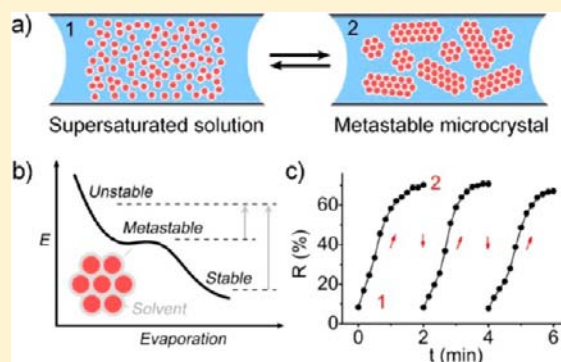 a)
1
2
Supersaturated solution
Metastable microcrystal
b)
E
Unstable
Metastable
Stable
Solvent
Evaporation
c)
R (%)
60
40
20
0
2
1
0 2 4 6
t (min)